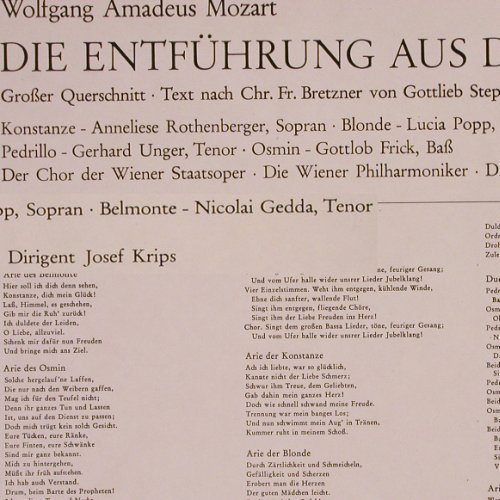 Wolfgang Amadeus Mozart
DIE ENTFÜHRUNG AUS D
Großer Querschnitt · Text nach Chr. Fr. Bretzner von Gottlieb Step
Konstanze - Anneliese Rothenberger, Sopran · Blonde - Lucia Popp,
Pedrillo - Gerhard Unger, Tenor · Osmin - Gottlob Frick, Baß
Der Chor der Wiener Staatsoper · Die Wiener Philharmoniker · D
pp, Sopran · Belmonte - Nicolai Gedda, Tenor
Dirigent Josef Krips
Arie des Belmonte
Hier soll ich dich denn sehen,
Konstanze, dich mein Glück!
Laß, Himmel, es geschehen,
Gib mir die Ruh' zurück!
Ich duldete der Leiden,
O Liebe, allzuviel.
Schenk mir dafür nun Freuden
Und bringe mich ans Ziel.
Arie des Osmin
Solche hergelauf'ne Laffen,
Die nur nach den Weibern gaffen,
Mag ich für den Teufel nicht;
Denn ihr ganzes Tun und Lassen
Ist, uns auf den Dienst zu passen;
Doch mich trügt kein solch Gesicht.
Eure Tücken, eure Ränke,
Eure Finten, eure Schwänke
Sind mir ganz bekannt.
Mich zu hintergehen,
Müßt ihr früh aufstehen.
Ich hab auch Verstand.
Drum, beim Barte des Propheten!
ne, feuriger Gesang;
Und vom Ufer halle wider unsrer Lieder Jubelklang!
Vier Einzelstimmen. Weht ihm entgegen, kühlende Winde,
Ebne dich sanfter, wallende Flut!
Singt ihm entgegen, fliegende Chöre,
Singt ihm der Liebe Freuden ins Herz!
Chor. Singt dem großen Bassa Lieder, töne, feuriger Gesang;
Und vom Ufer halle wider unsrer Lieder Jubelklang!
Arie der Konstanze
Ach ich liebte, war so glücklich,
Kannte nicht der Liebe Schmerz;
Schwur ihm Treue, dem Geliebten,
Gab dahin mein ganzes Herz!
Doch wie schnell schwand meine Freude.
Trennung war mein banges Los;
Und nun schwimmt mein Aug' in Tränen,
Kummer ruht in meinem Schoß.
Arie der Blonde
Durch Zärtlichkeit und Schmeicheln,
Gefälligkeit und Scherzen
Erobert man die Herzen
Der guten Mädchen leicht.
Duld
Orde
Droh
Zule
Due
Pedr